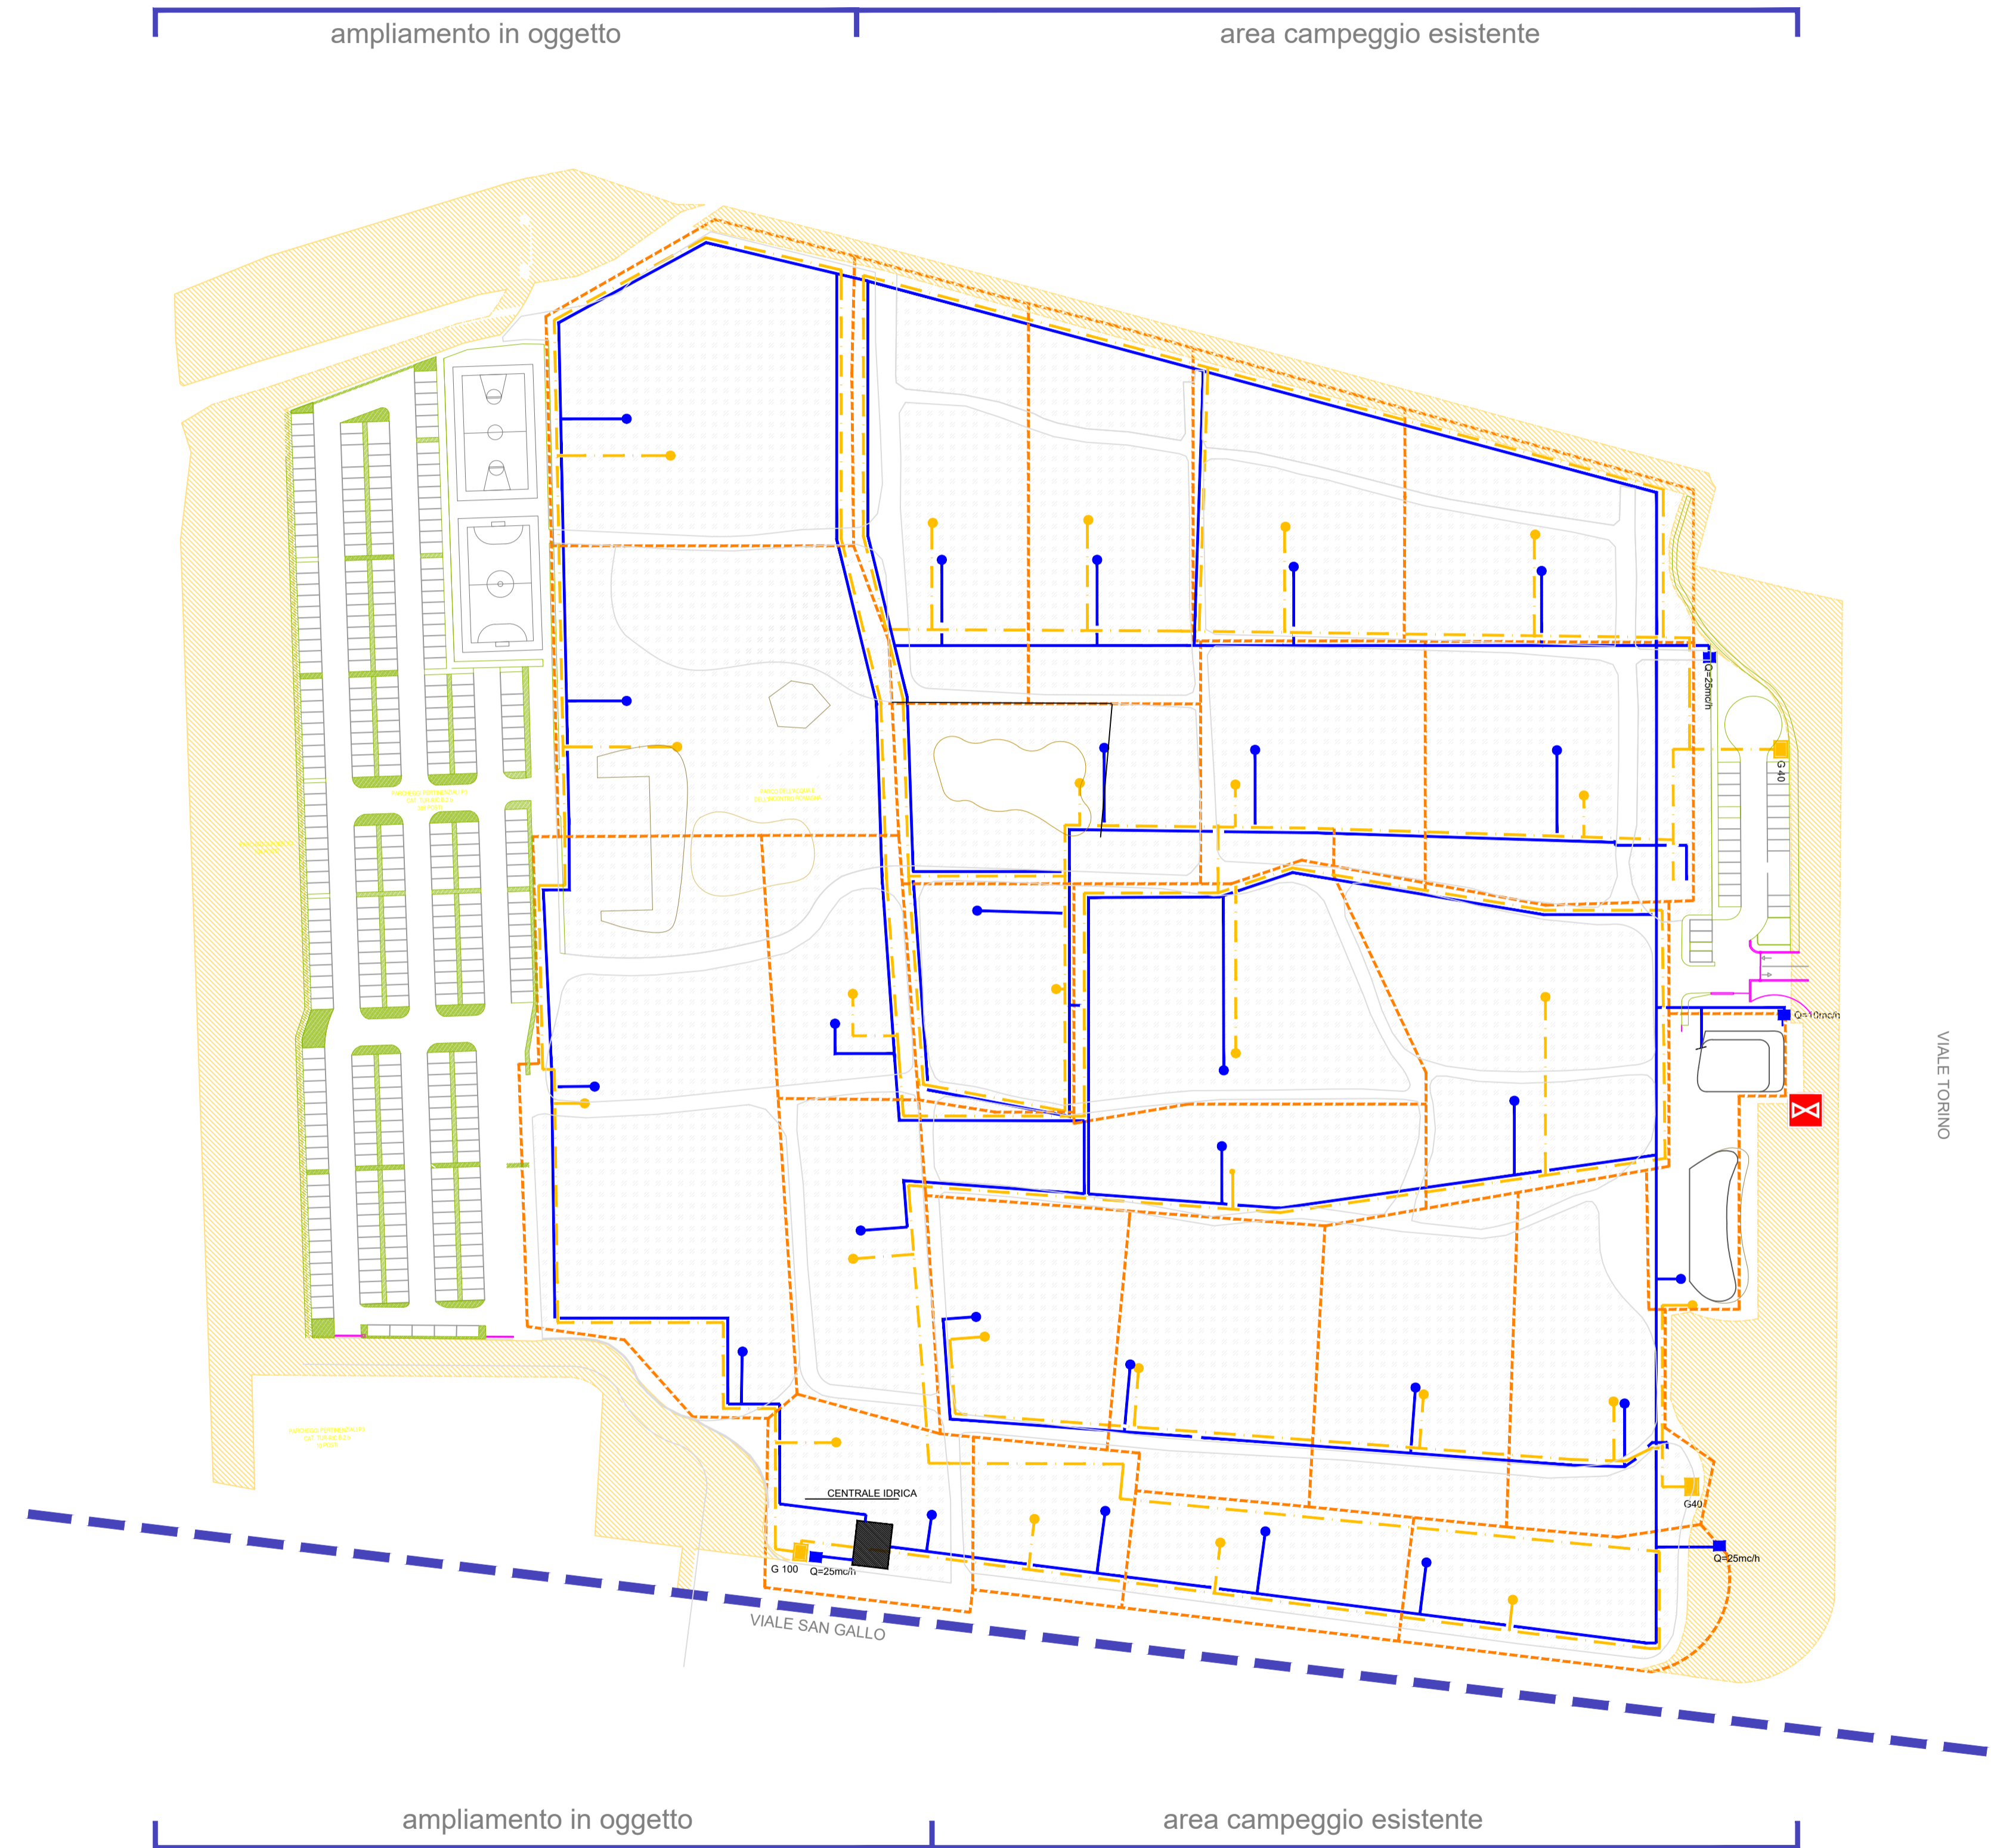 ampliamento in oggetto
area campeggio esistente
Q=25mc/h
G 40
Q=10mc/h
VIALE TORINO
CENTRALE IDRICA
G40
G 100
Q=25mc/h
Q=25mc/h
VIALE SAN GALLO
ampliamento in oggetto
area campeggio esistente